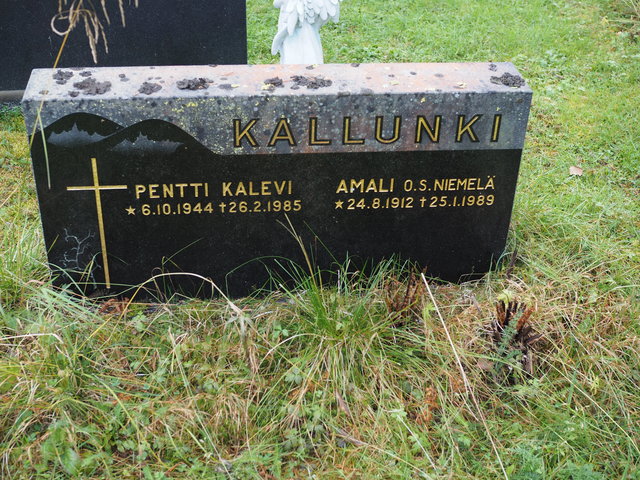 KALLUNKI
PENTTI KALEVI
★6.10.1944 ✝26.2.1985
AMALI O.S. NIEMELÄ
★24.8.1912 ✝25.1.1989